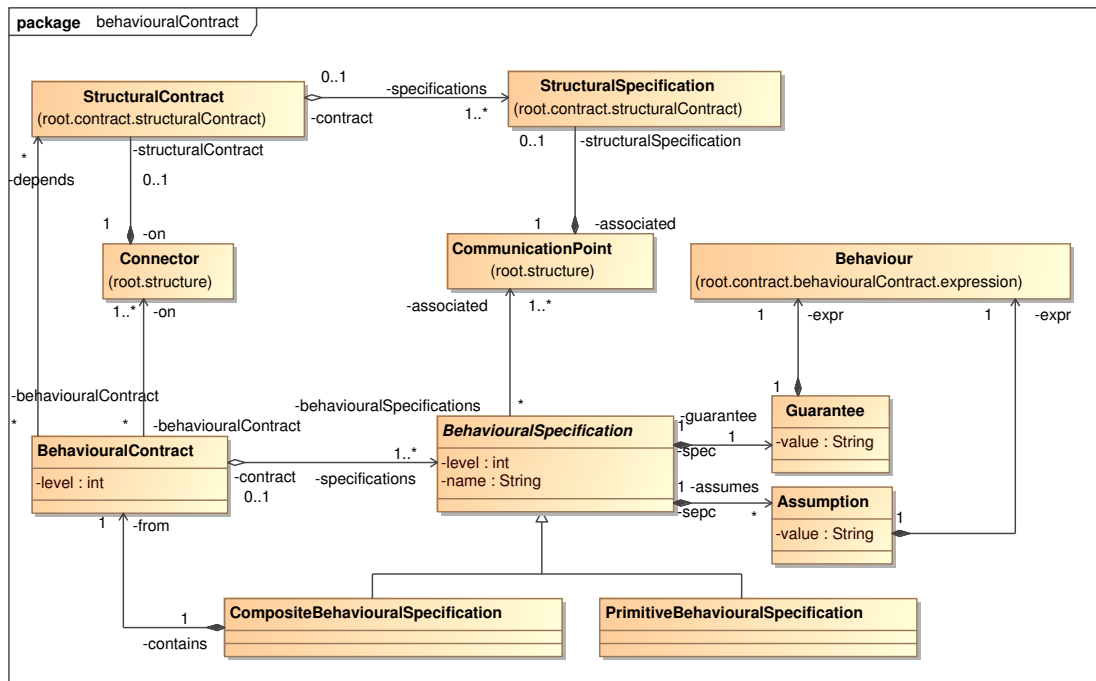 package behaviouralContract
StructuralContract
(root.contract.structuralContract)
0..1
-contract
-specifications
1..*
StructuralSpecification
(root.contract.structuralContract)
*
-depends
-structuralContract
0..1
0..1
-structuralSpecification
1
-on
1
-associated
Connector
(root.structure)
CommunicationPoint
(root.structure)
Behaviour
(root.contract.behaviouralContract.expression)
1..*
-on
-associated
1..*
1
-expr
1
-expr
-behaviouralContract
*
*
-behaviouralContract
-behaviouralSpecifications
*
1
Guarantee
-value : String
BehaviouralContract
-level : int
-contract
0..1
1..*
-specifications
BehaviouralSpecification
-level : int
-name : String
-guarantee
1
1
-spec
1
-assumes
-sepc
*
Assumption
-value : String
1
1
-from
1
-contains
CompositeBehaviouralSpecification
PrimitiveBehaviouralSpecification